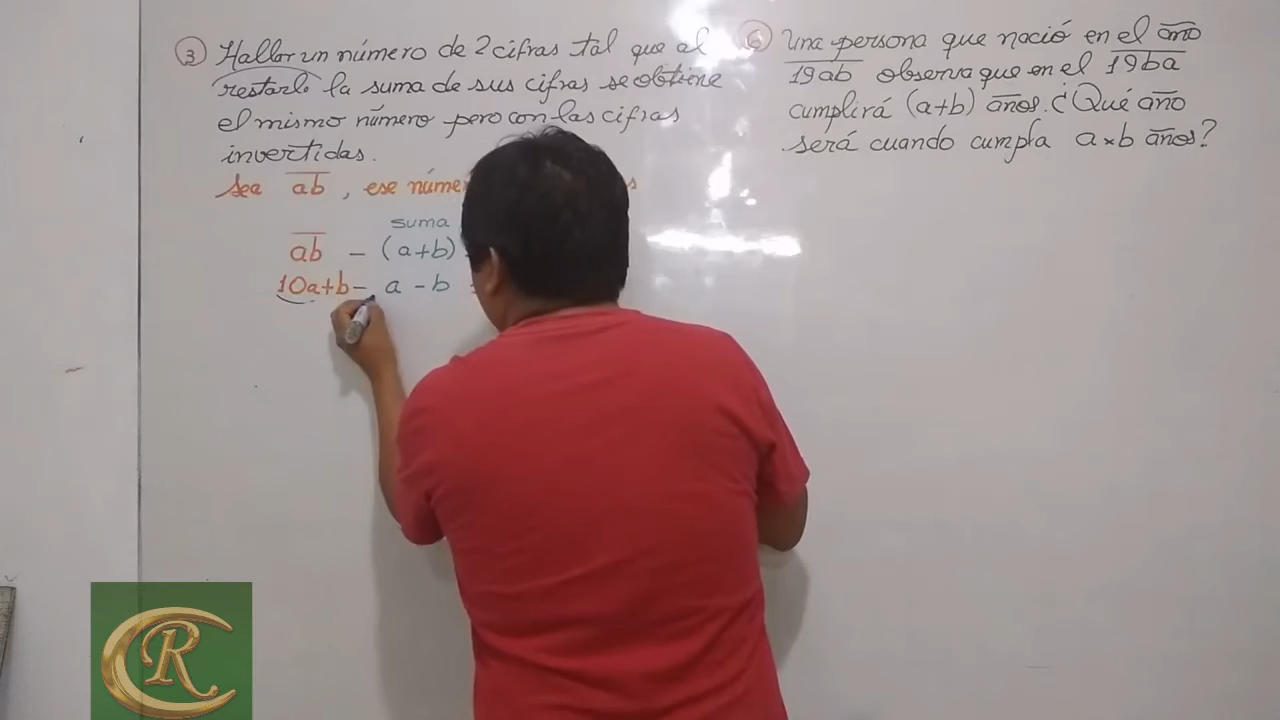 3 Hallar un número de 2 cifras tal que al
restarle la suma de sus cifras se obtiene
el mismo número pero con las cifras
invertidas.
Sea ab, ese núme
suma
ab - (a+b)
10a+b- a - b
6 Una persona que nació en el año
19ab observa que en el 19ba
cumplirá (a+b) años. ¿Qué año
será cuando cumpla a×b años?
R